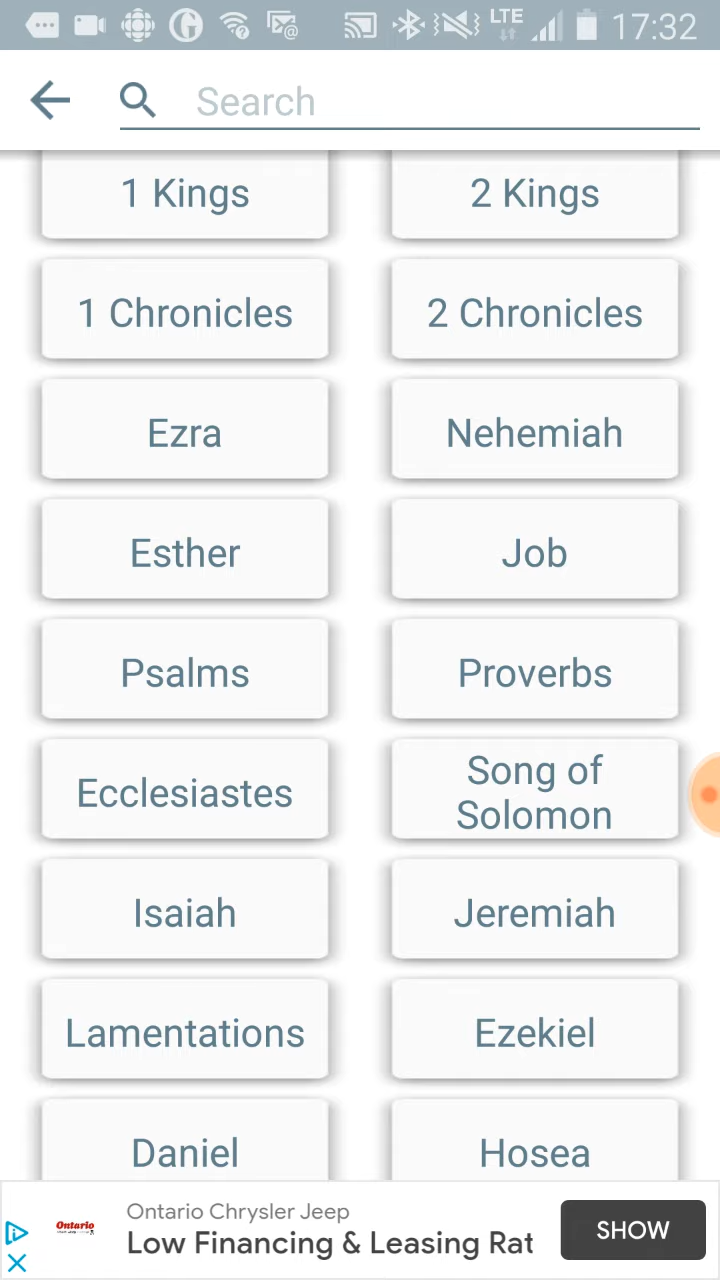 LTE 17:32
Search
1 Kings 2 Kings
1 Chronicles 2 Chronicles
Ezra Nehemiah
Esther Job
Psalms Proverbs
Ecclesiastes Song of
Solomon
Isaiah Jeremiah
Lamentations Ezekiel
Daniel Hosea
Ontario
Ontario Chrysler Jeep
Low Financing & Leasing Rat
SHOW